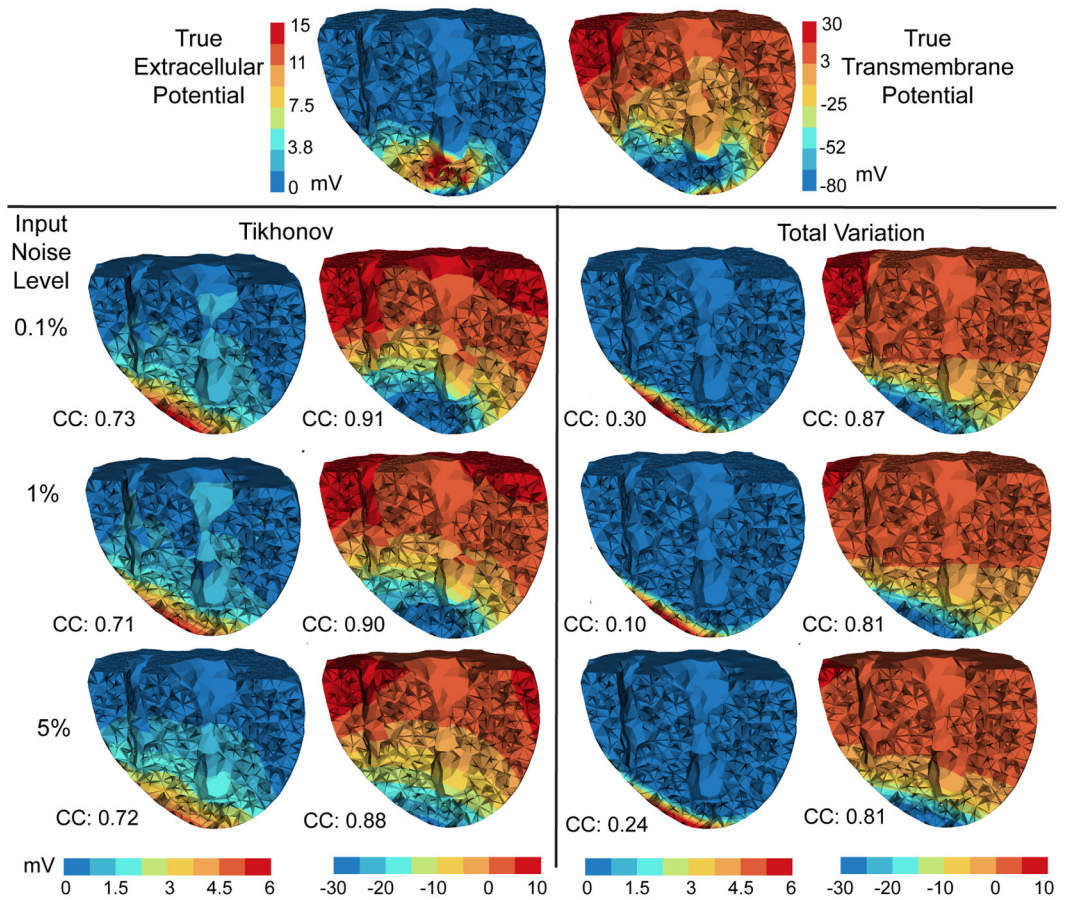 True
Extracellular
Potential
15
11
7.5
3.8
0 mV
30
3
-25
-52
-80 mV
True
Transmembrane
Potential
Input
Noise
Level
Tikhonov
Total Variation
0.1%
CC: 0.73
CC: 0.91
CC: 0.30
CC: 0.87
1%
CC: 0.71
CC: 0.90
CC: 0.10
CC: 0.81
5%
CC: 0.72
CC: 0.88
CC: 0.24
CC: 0.81
mV
0 1.5 3 4.5 6
-30 -20 -10 0 10
0 1.5 3 4.5 6
-30 -20 -10 0 10